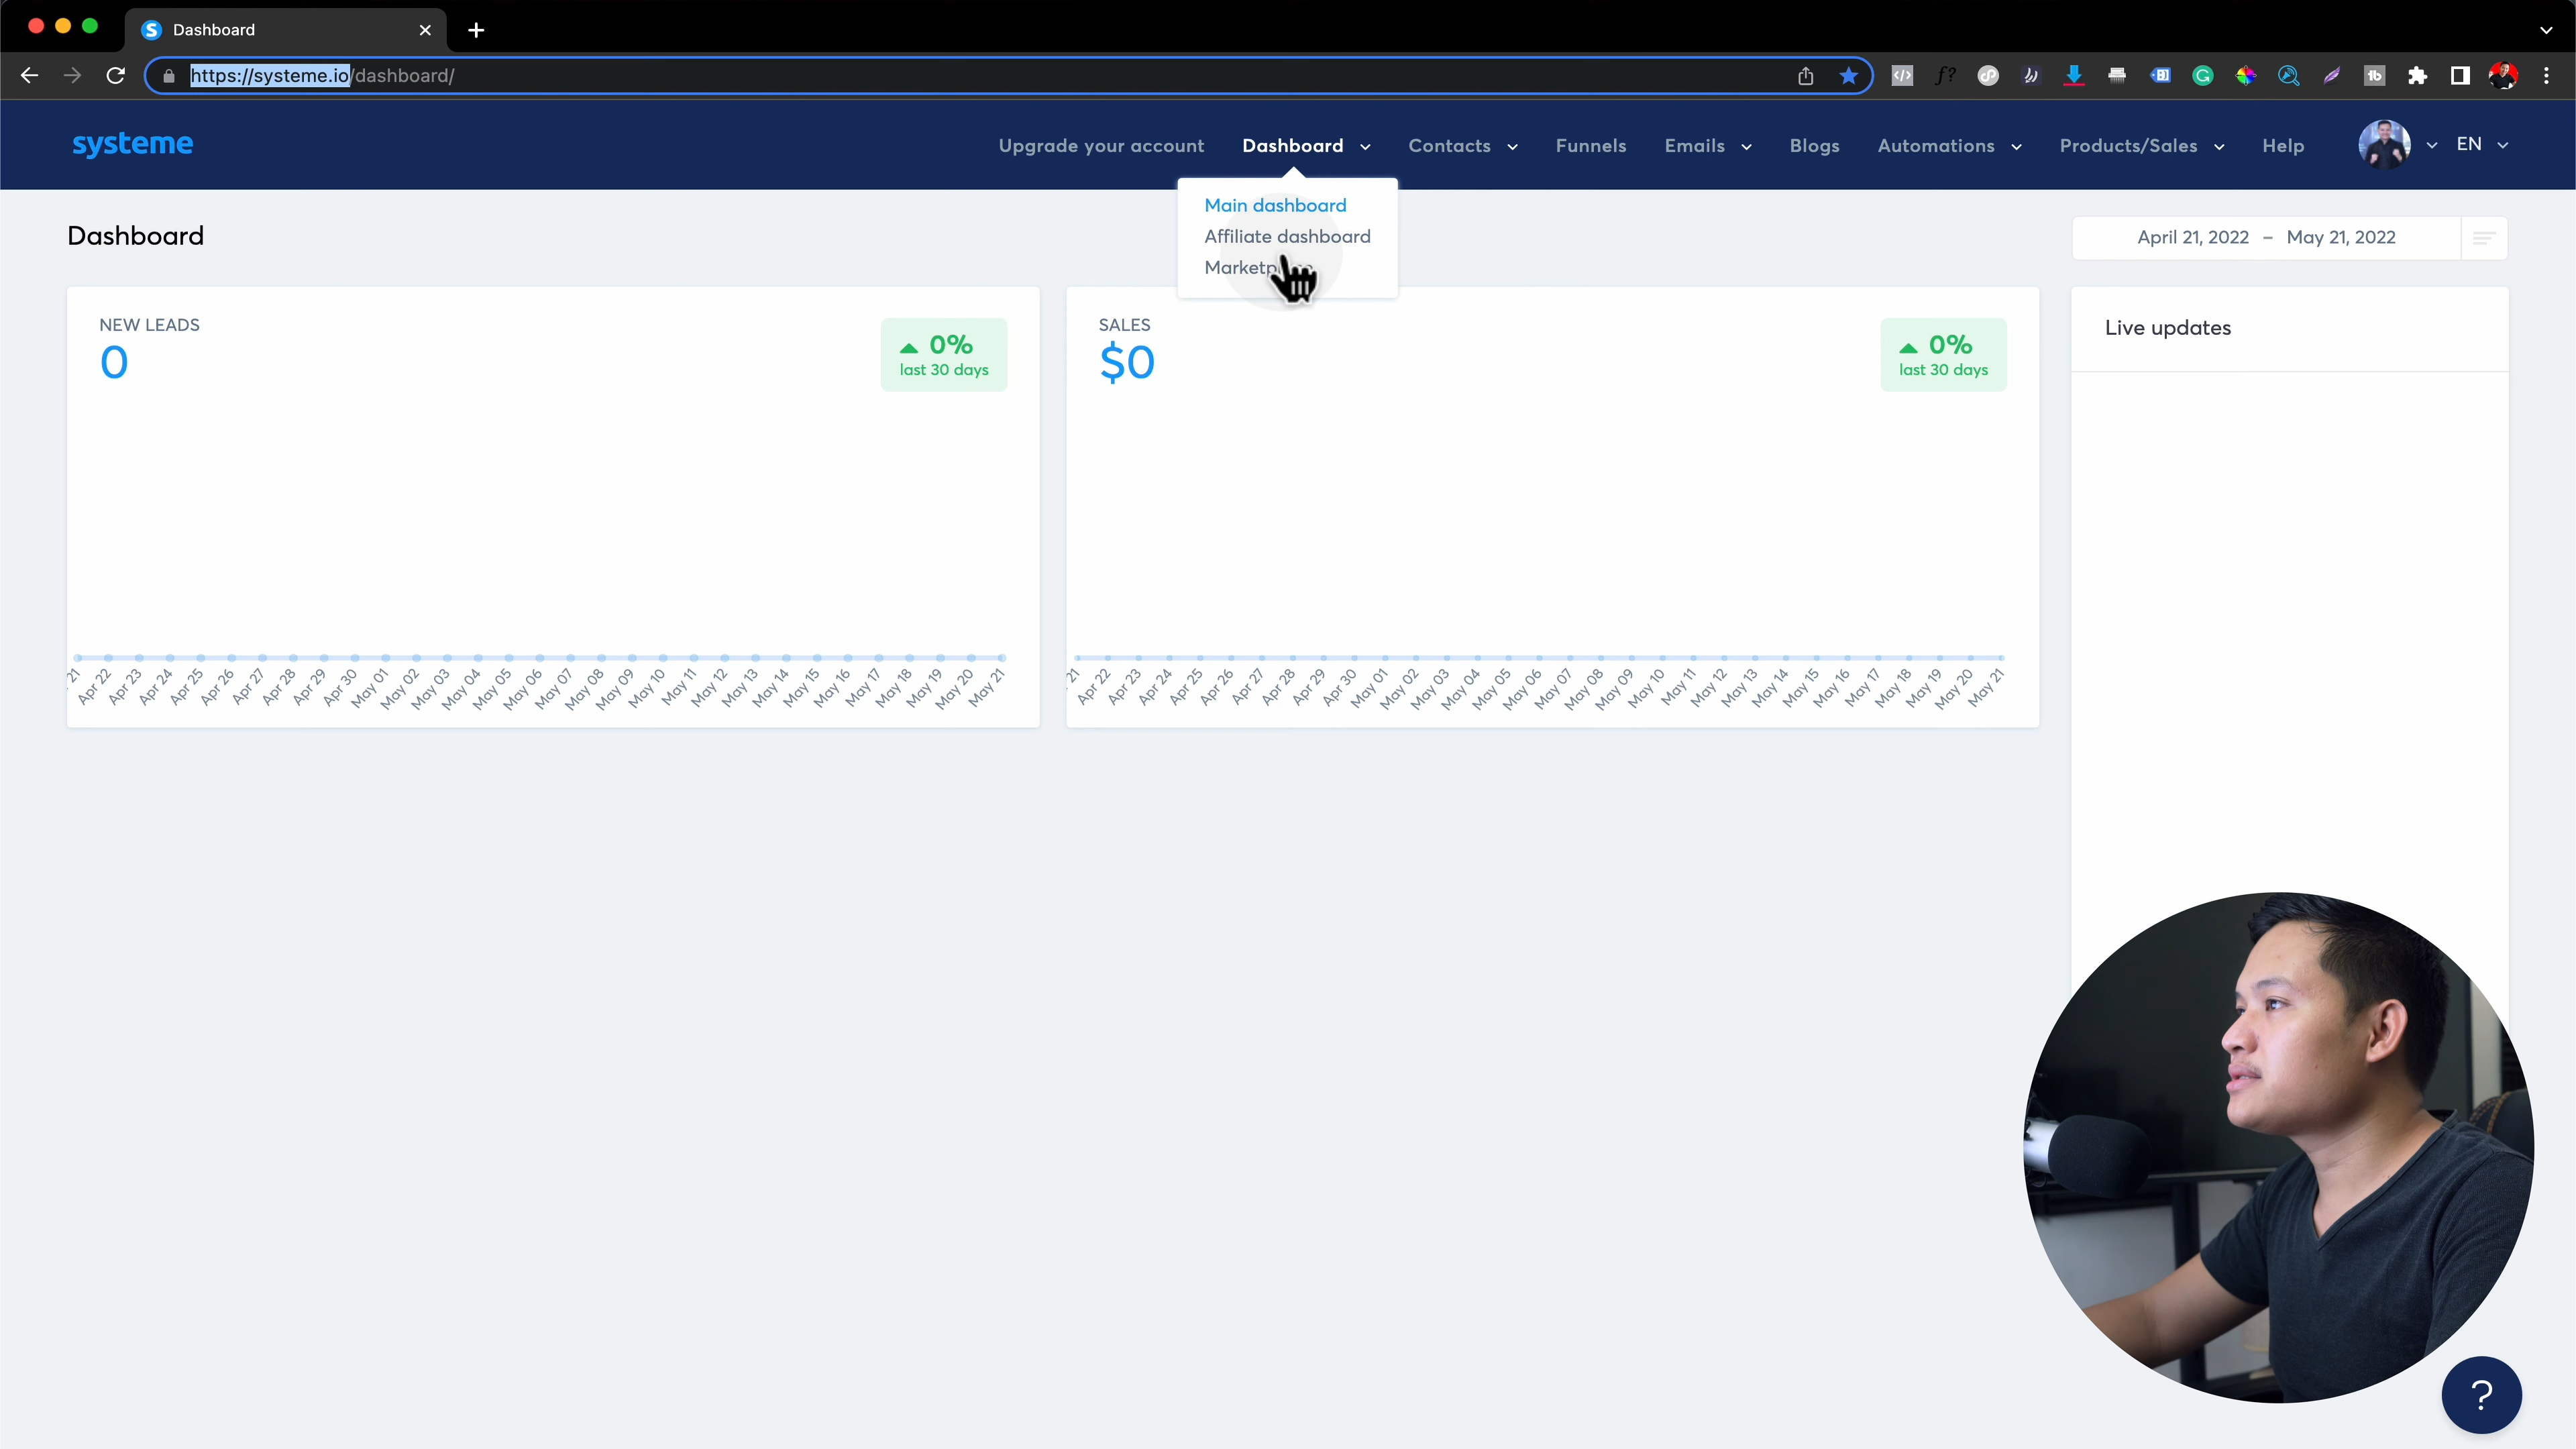 Dashboard
https://systeme.io/dashboard/
systeme
Upgrade your account
Dashboard
Contacts
Funnels
Emails
Blogs
Automations
Products/Sales
Help
EN
Main dashboard
Affiliate dashboard
Dashboard
April 21, 2022 – May 21, 2022
NEW LEADS
0
0%
last 30 days
SALES
$0
0%
last 30 days
Live updates
21 Apr 22 Apr 23 Apr 24 Apr 25 Apr 26 Apr 27 Apr 28 Apr 29 Apr 30 May 01 May 02 May 03 May 04 May 05 May 06 May 07 May 08 May 09 May 10 May 11 May 12 May 13 May 14 May 15 May 16 May 17 May 18 May 19 May 20 May 21
21 Apr 22 Apr 23 Apr 24 Apr 25 Apr 26 Apr 27 Apr 28 Apr 29 Apr 30 May 01 May 02 May 03 May 04 May 05 May 06 May 07 May 08 May 09 May 10 May 11 May 12 May 13 May 14 May 15 May 16 May 17 May 18 May 19 May 20 May 21
?